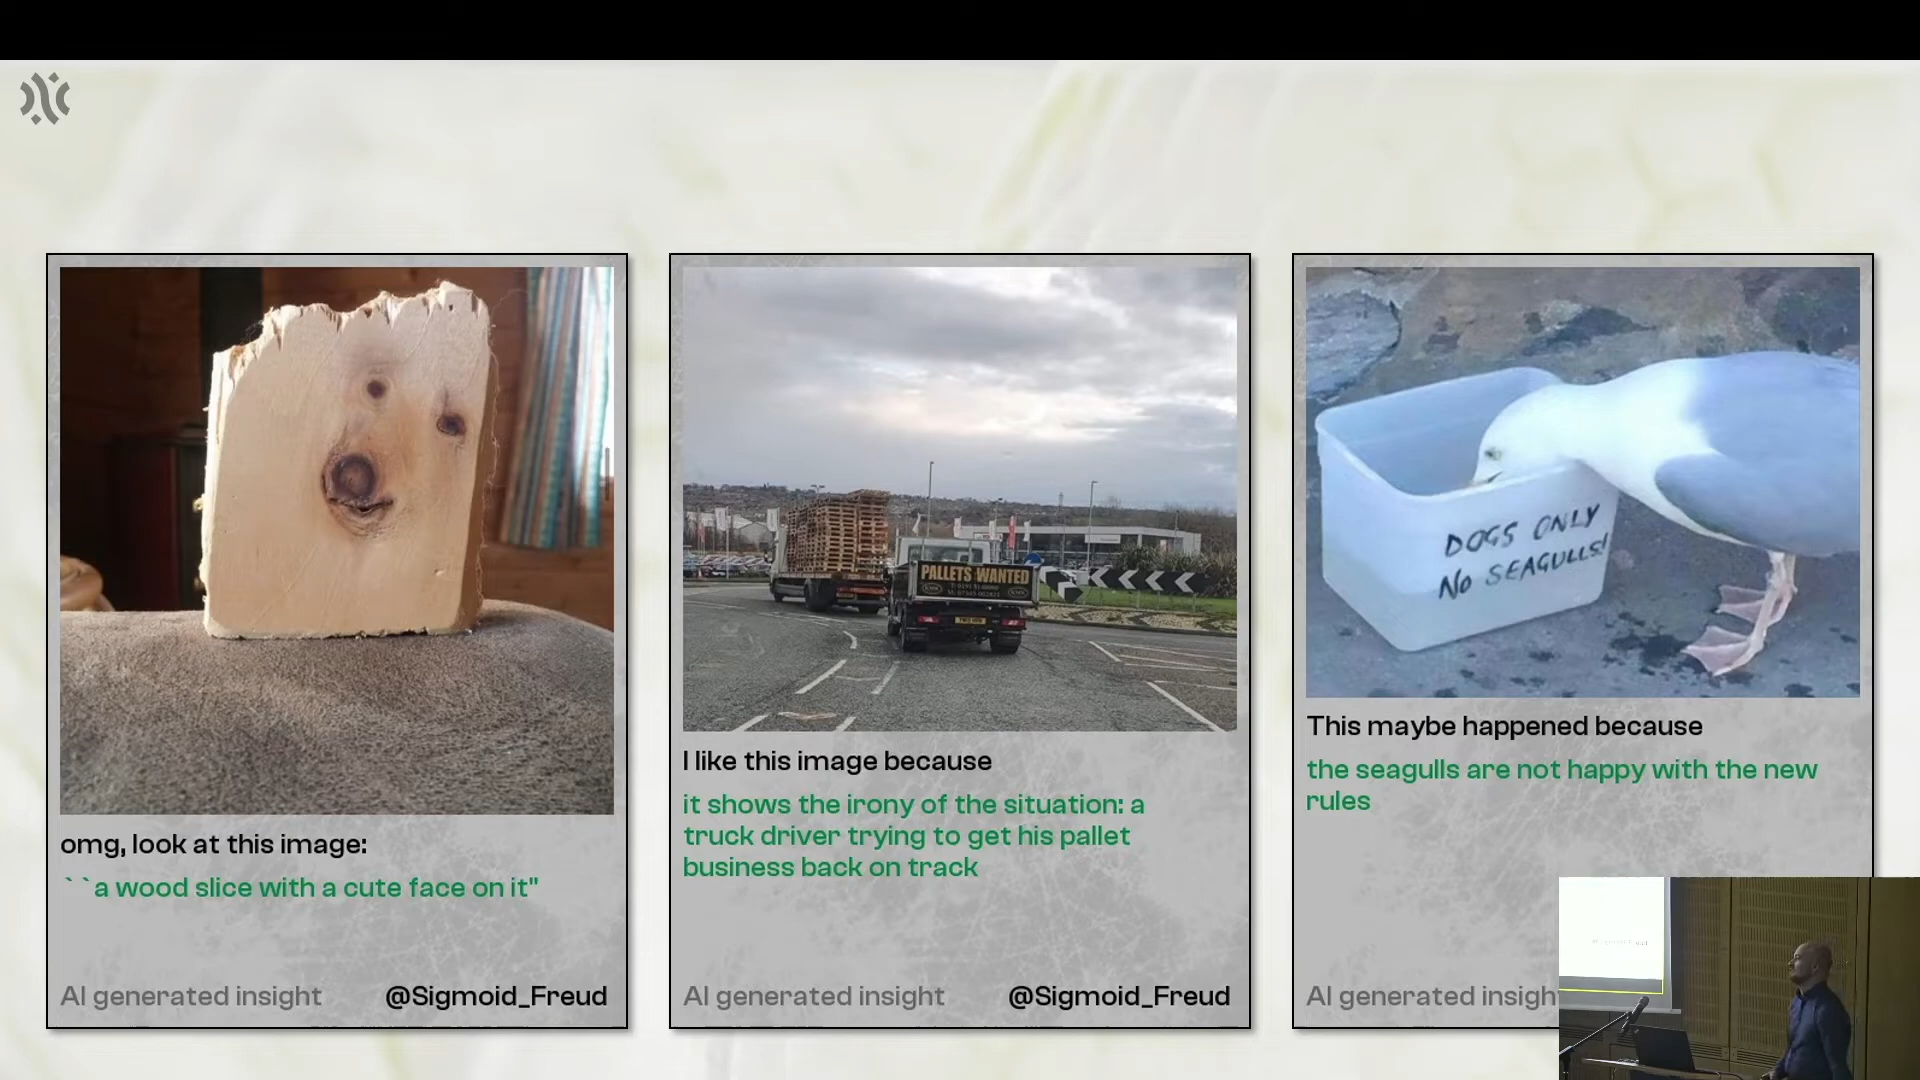 PALLETS WANTED
DOGS ONLY
NO SEAGULLS!
omg, look at this image:
``a wood slice with a cute face on it"
AI generated insight
@Sigmoid_Freud
I like this image because
it shows the irony of the situation: a
truck driver trying to get his pallet
business back on track
AI generated insight
@Sigmoid_Freud
This maybe happened because
the seagulls are not happy with the new
rules
AI generated insigh